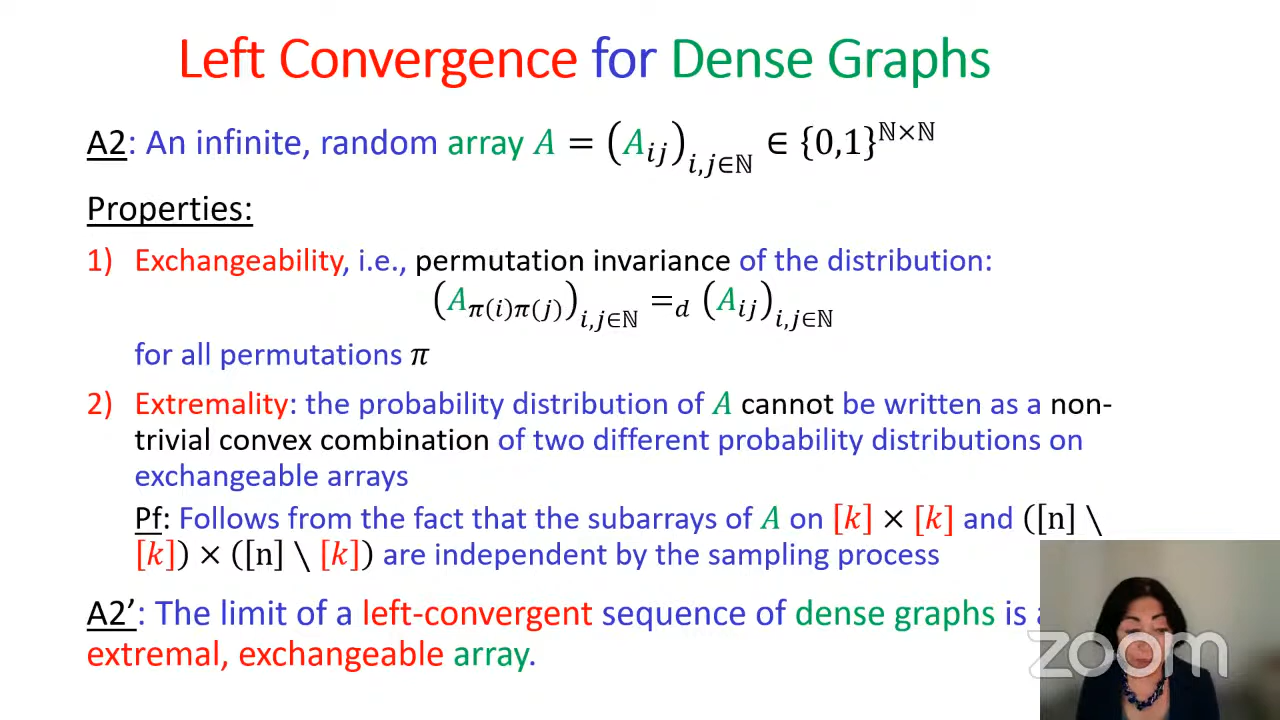 Left Convergence for Dense Graphs
A2: An infinite, random array A = (A_{ij})_{i,j∈ℕ} ∈ {0,1}^{ℕ×ℕ}
Properties:
1) Exchangeability, i.e., permutation invariance of the distribution:
(A_{π(i)π(j)})_{i,j∈ℕ} =_d (A_{ij})_{i,j∈ℕ}
for all permutations π
2) Extremality: the probability distribution of A cannot be written as a non-
trivial convex combination of two different probability distributions on
exchangeable arrays
Pf: Follows from the fact that the subarrays of A on [k] × [k] and ([n] \
[k]) × ([n] \ [k]) are independent by the sampling process
A2′: The limit of a left-convergent sequence of dense graphs is
extremal, exchangeable array.
zoom